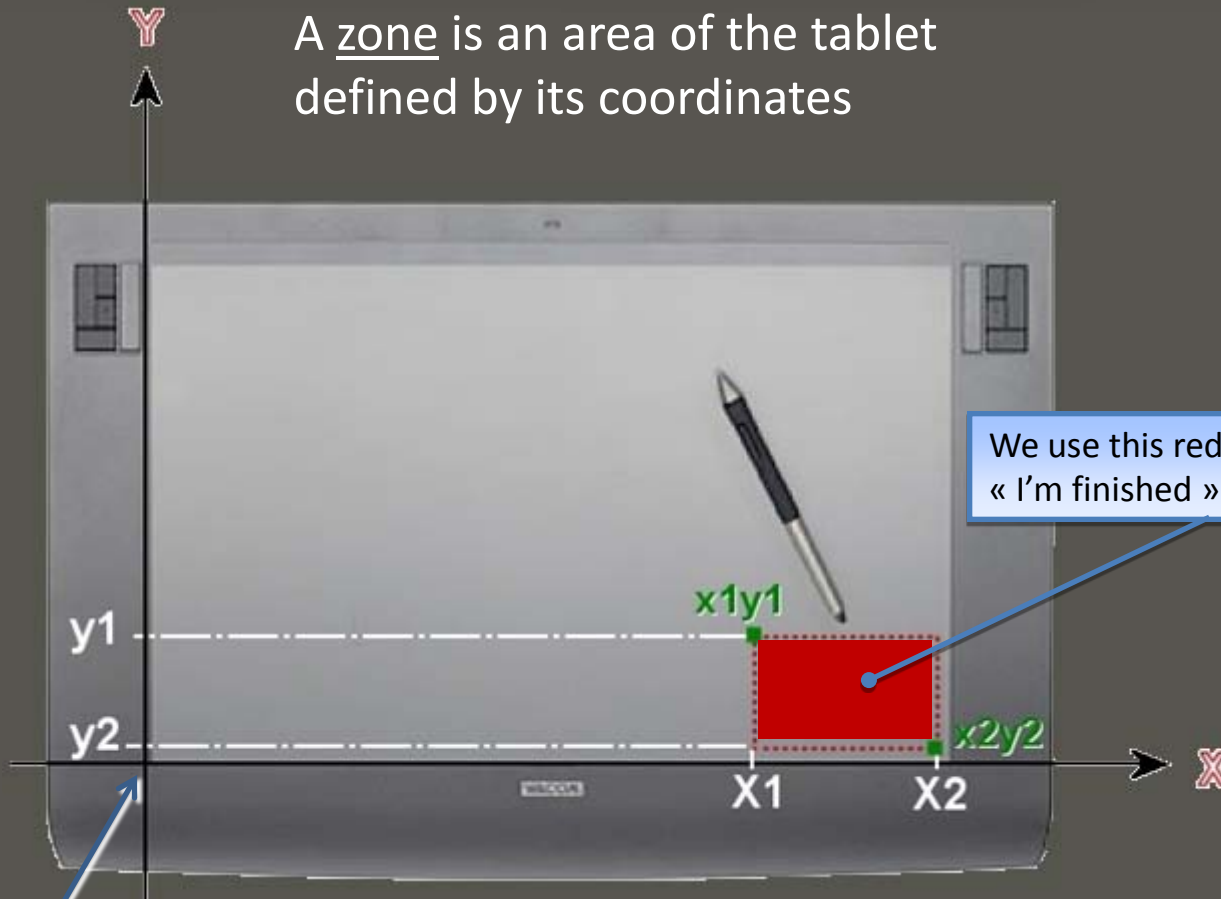 Y
A zone is an area of the tablet
defined by its coordinates
We use this red
« I'm finished »
x1y1
y1
y2
x2y2
X
WACOM
X1
X2